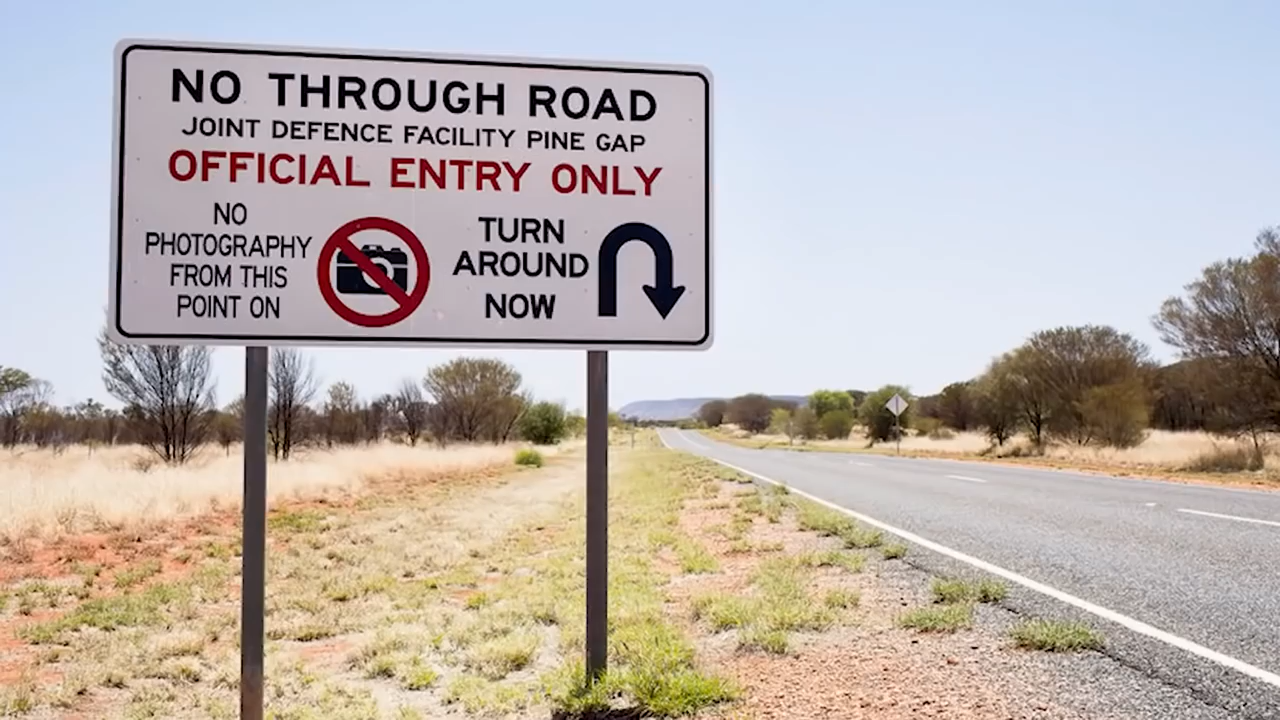 NO THROUGH ROAD
JOINT DEFENCE FACILITY PINE GAP
OFFICIAL ENTRY ONLY
NO
PHOTOGRAPHY
FROM THIS
POINT ON
TURN
AROUND
NOW